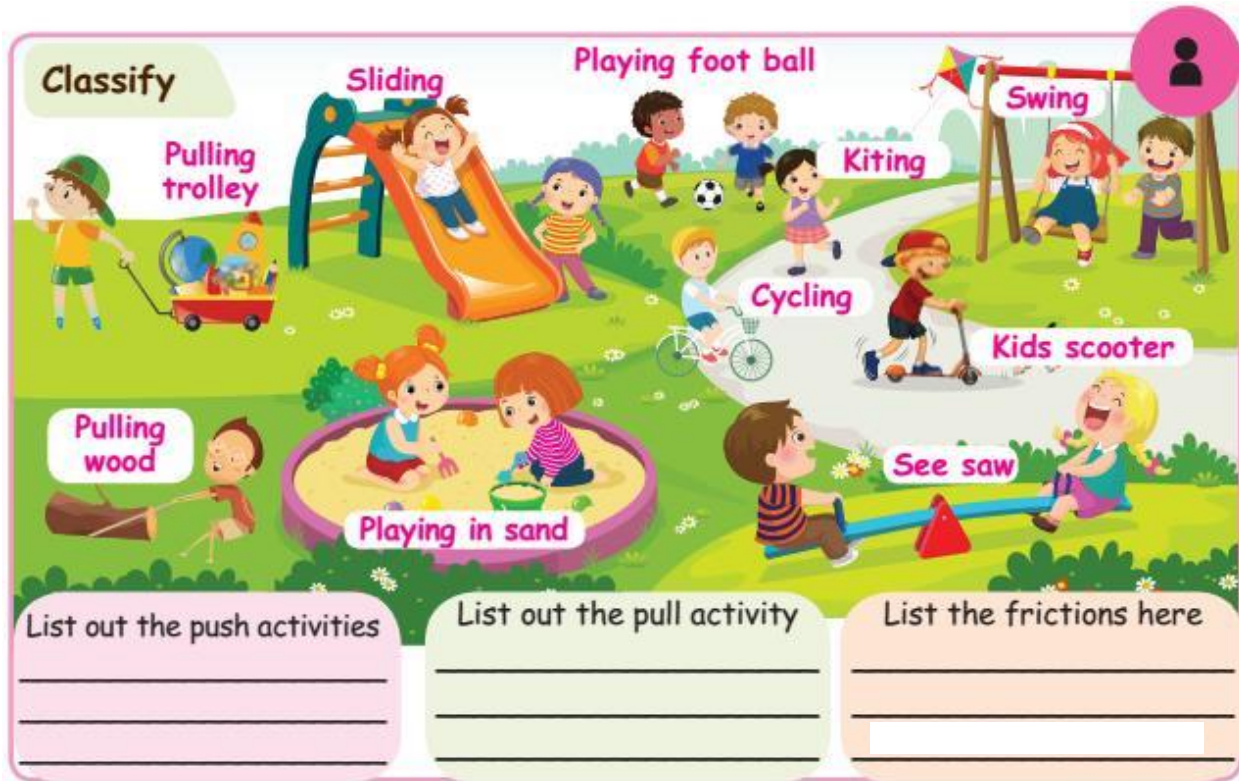 Classify
Sliding
Playing foot ball
Swing
Pulling
trolley
Kiting
Cycling
Kids scooter
Pulling
wood
See saw
Playing in sand
List out the push activities
List out the pull activity
List the frictions here